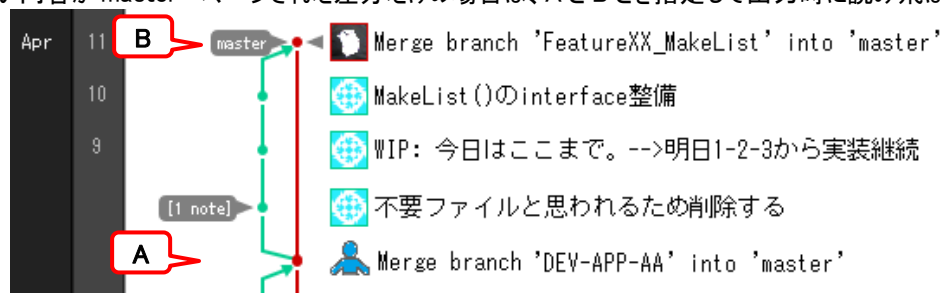 Apr 11 B master Merge branch 'FeatureXX_MakeList' into 'master'
10 MakeList()のinterface整備
9 WIP: 今日はここまで。-->明日1-2-3から実装継続
[1 note] 不要ファイルと思われるため削除する
A Merge branch 'DEV-APP-AA' into 'master'